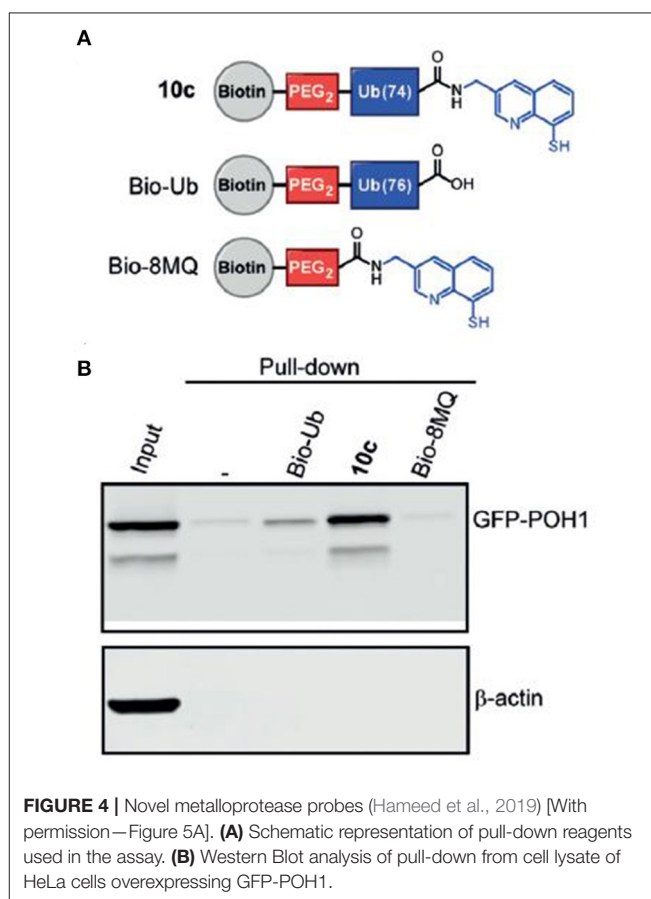 A
10c Biotin PEG2 Ub(74) O N H N SH
Bio-Ub Biotin PEG2 Ub(76) O OH
Bio-8MQ Biotin PEG2 O N H N SH
B
Pull-down
Input - Bio-Ub 10c Bio-8MQ
GFP-POH1
β-actin
FIGURE 4 | Novel metalloprotease probes (Hameed et al., 2019) [With
permission—Figure 5A]. (A) Schematic representation of pull-down reagents
used in the assay. (B) Western Blot analysis of pull-down from cell lysate of
HeLa cells overexpressing GFP-POH1.